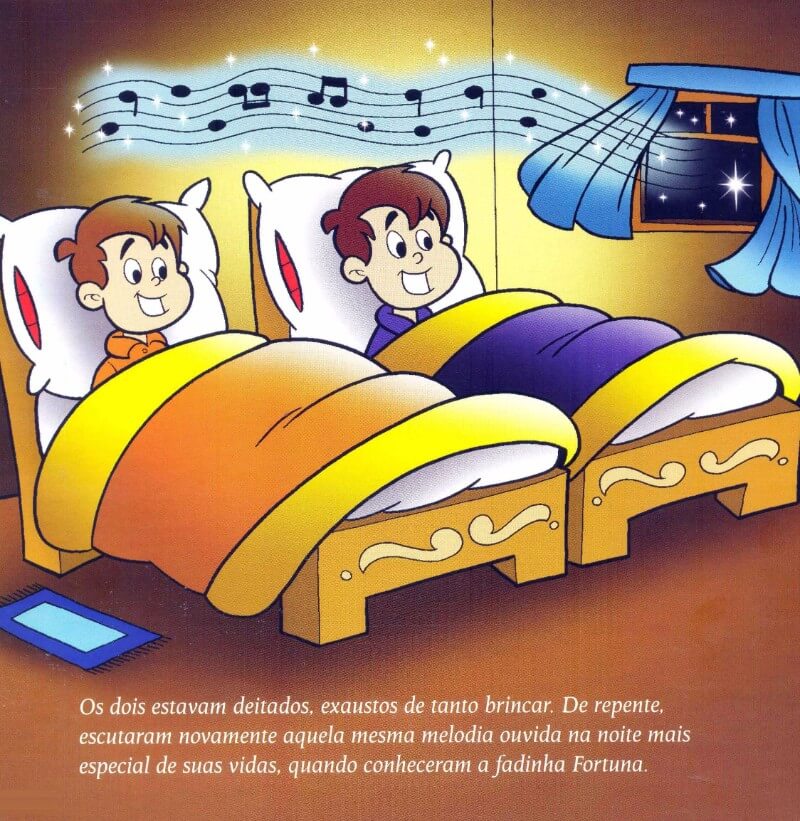 Os dois estavam deitados, exaustos de tanto brincar. De repente,
escutaram novamente aquela mesma melodia ouvida na noite mais
especial de suas vidas, quando conheceram a fadinha Fortuna.